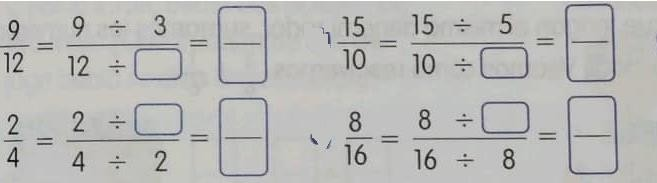 9/12 = 9 ÷ 3 / 12 ÷ □ = □
15/10 = 15 ÷ 5 / 10 ÷ □ = □/□
2/4 = 2 ÷ □ / 4 ÷ 2 = □/□
8/16 = 8 ÷ □ / 16 ÷ 8 = □/□